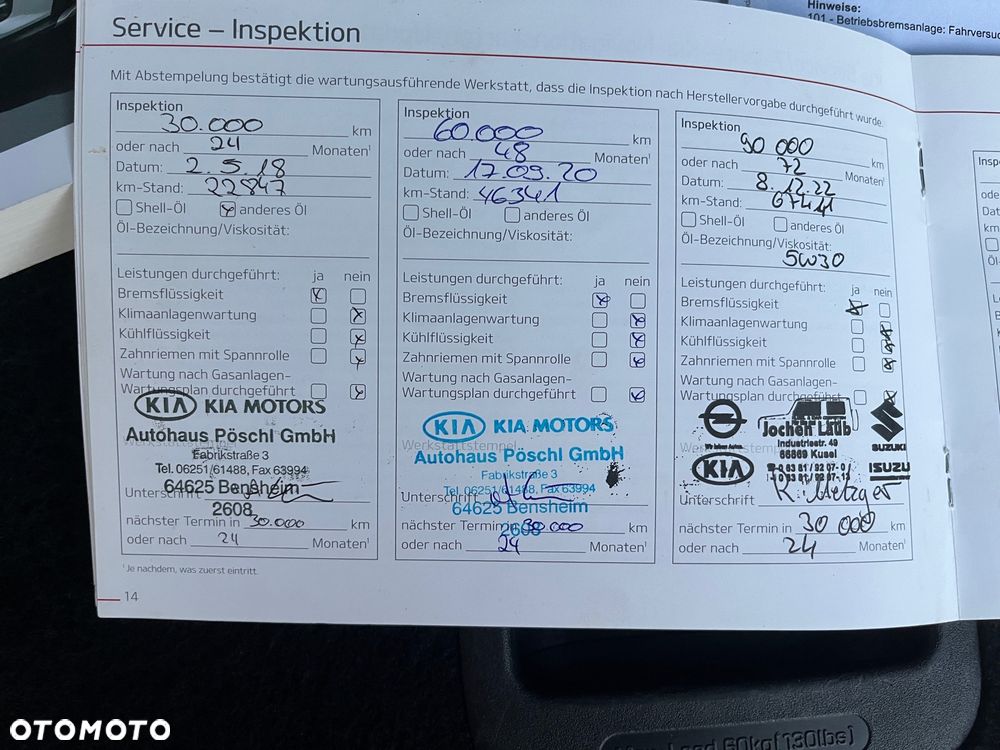 Hinweise:
101 - Betriebsbremsanlage: Fahrversuc
Service – Inspektion
Mit Abstempelung bestätigt die wartungsausführende Werkstatt, dass die Inspektion nach Herstellervorgabe durchgeführt wurde.
Inspektion
30.000 km
oder nach 24 Monaten¹
Datum: 2.5.18
km-Stand: 22847
Shell-Öl anderes Öl
Öl-Bezeichnung/Viskosität:
Leistungen durchgeführt: ja nein
Bremsflüssigkeit
Klimaanlagenwartung
Kühlflüssigkeit
Zahnriemen mit Spannrolle
Wartung nach Gasanlagen-
Wartungsplan durchgeführt
KIA KIA MOTORS
Autohaus Pöschl GmbH
Fabrikstraße 3
Tel. 06251/61488, Fax 63994
64625 Bensheim
Unterschrift
2608
nächster Termin in 30.000 km
oder nach 24 Monaten¹
Inspektion
60.000 km
oder nach 48 Monaten¹
Datum: 17.09.20
km-Stand: 46341
Shell-Öl anderes Öl
Öl-Bezeichnung/Viskosität:
Leistungen durchgeführt: ja nein
Bremsflüssigkeit
Klimaanlagenwartung
Kühlflüssigkeit
Zahnriemen mit Spannrolle
Wartung nach Gasanlagen-
Wartungsplan durchgeführt
KIA KIA MOTORS
Werkstattstempel
Autohaus Pöschl GmbH
Fabrikstraße 3
Tel. 06251/61488, Fax 63994
Unterschrift
64625 Bensheim
2608
nächster Termin in 30.000 km
oder nach 24 Monaten¹
Inspektion
90 000 km
oder nach 72 Monaten¹
Datum: 8.12.22
km-Stand: 67441
Shell-Öl anderes Öl
Öl-Bezeichnung/Viskosität:
5W30
Leistungen durchgeführt: ja nein
Bremsflüssigkeit
Klimaanlagenwartung
Kühlflüssigkeit
Zahnriemen mit Spannrolle
Wartung nach Gasanlagen-
Wartungsplan durchgeführt
Jochen Laub
Industriestr. 49
66869 Kusel
KIA
SUZUKI
ISUZU
Unterschrift K. Metzger
nächster Termin in 30 000 km
oder nach 24 Monaten¹
¹ Je nachdem, was zuerst eintritt.
14
OTOMOTO